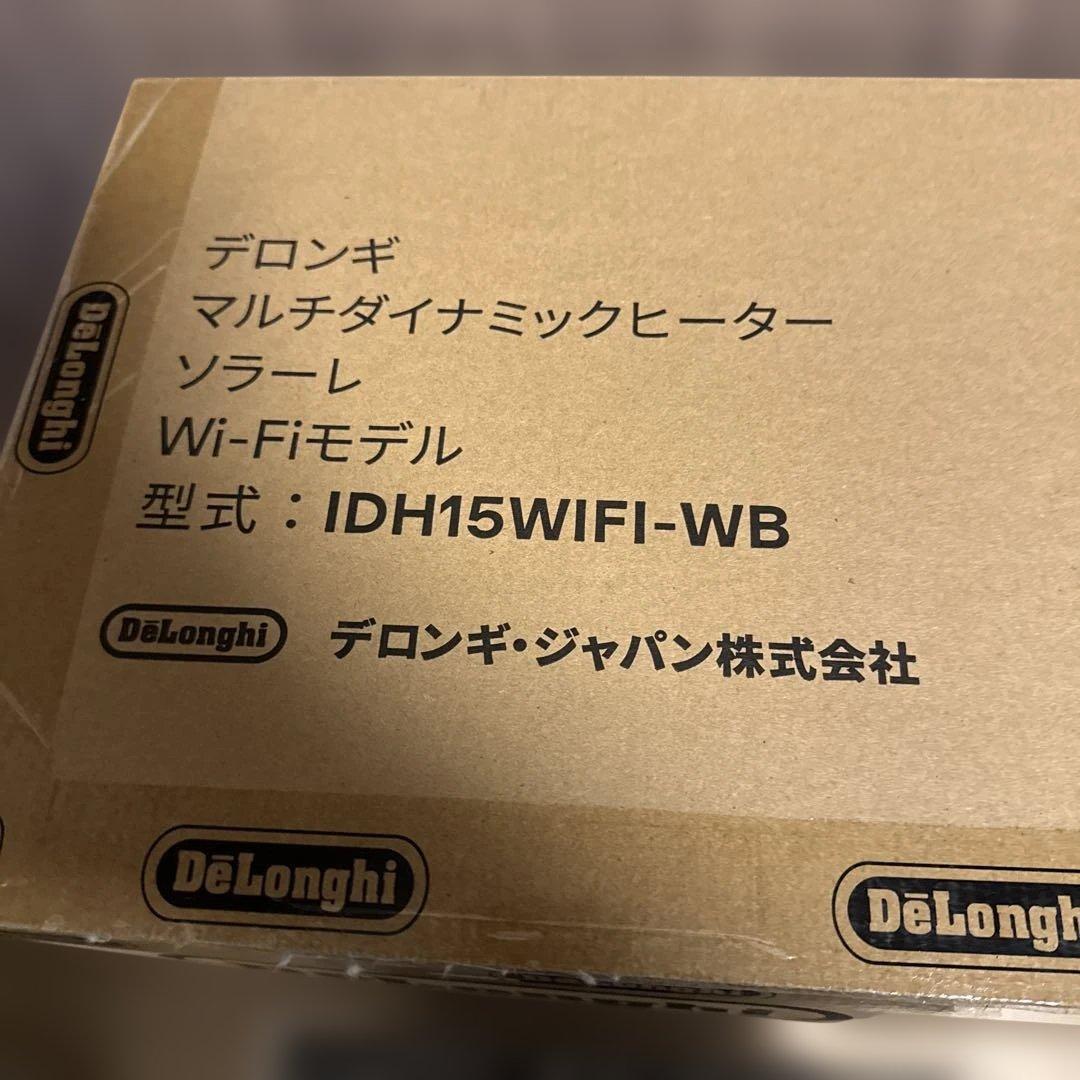 デロンギ
マルチダイナミックヒーター
ソラーレ
Wi-Fiモデル
型式：IDH15WIFI-WB
DēLonghi デロンギ・ジャパン株式会社
DēLonghi
DēLonghi
DēLongh